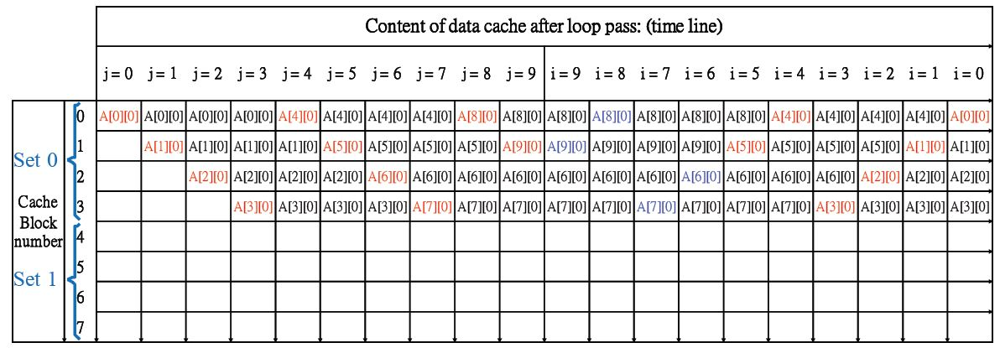 Content of data cache after loop pass: (time line)
j = 0 j = 1 j = 2 j = 3 j = 4 j = 5 j = 6 j = 7 j = 8 j = 9 i = 9 i = 8 i = 7 i = 6 i = 5 i = 4 i = 3 i = 2 i = 1 i = 0
0 A[0][0] A[0][0] A[0][0] A[0][0] A[4][0] A[4][0] A[4][0] A[4][0] A[8][0] A[8][0] A[8][0] A[8][0] A[8][0] A[8][0] A[8][0] A[4][0] A[4][0] A[4][0] A[4][0] A[0][0]
1 A[1][0] A[1][0] A[1][0] A[1][0] A[5][0] A[5][0] A[5][0] A[5][0] A[9][0] A[9][0] A[9][0] A[9][0] A[9][0] A[5][0] A[5][0] A[5][0] A[5][0] A[1][0] A[1][0]
Set 0
2 A[2][0] A[2][0] A[2][0] A[2][0] A[6][0] A[6][0] A[6][0] A[6][0] A[6][0] A[6][0] A[6][0] A[6][0] A[6][0] A[6][0] A[6][0] A[2][0] A[2][0] A[2][0]
3 A[3][0] A[3][0] A[3][0] A[3][0] A[7][0] A[7][0] A[7][0] A[7][0] A[7][0] A[7][0] A[7][0] A[7][0] A[7][0] A[3][0] A[3][0] A[3][0] A[3][0]
Cache
Block
number
4
5
Set 1
6
7